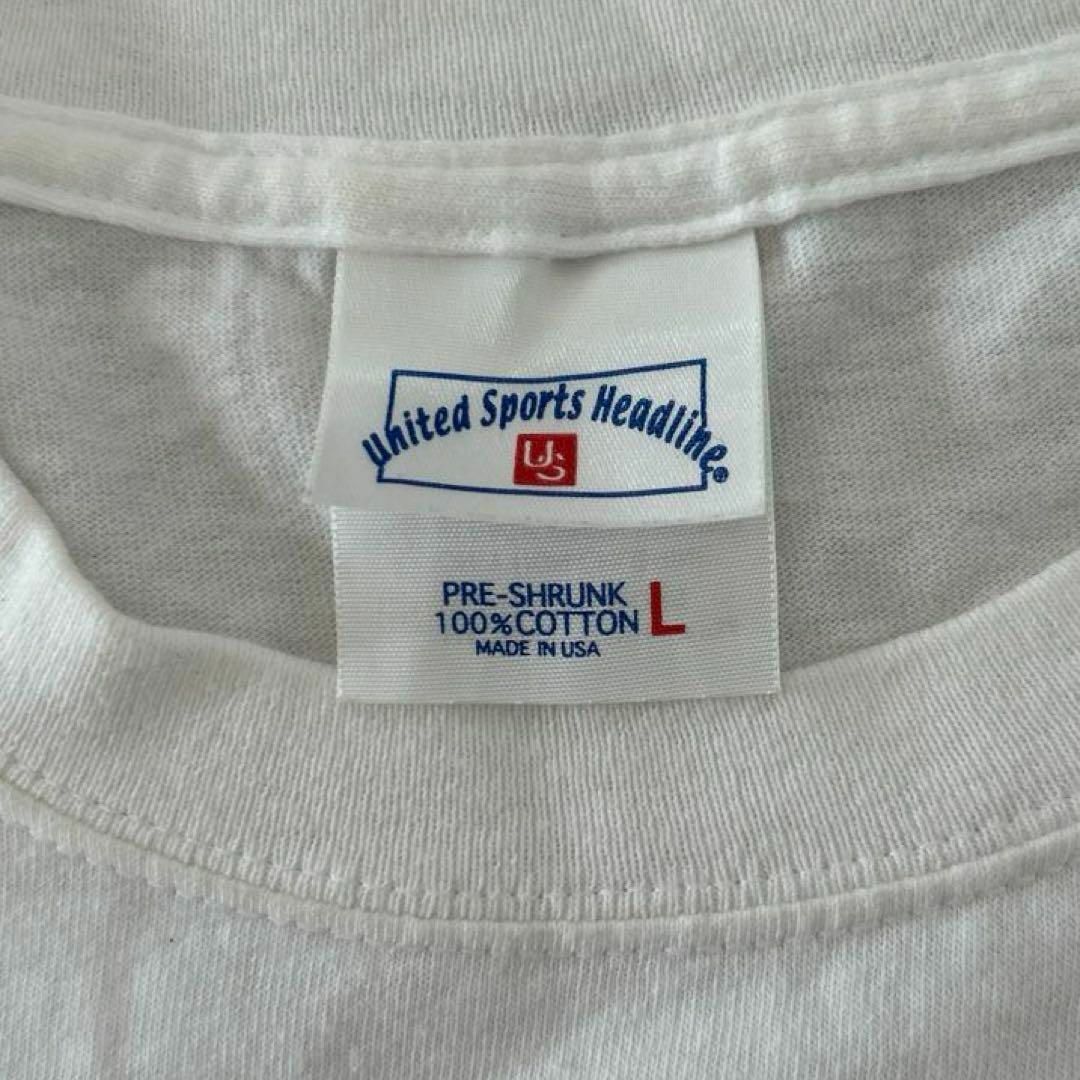 United Sports Headline®
US
PRE-SHRUNK
100% COTTON L
MADE IN USA